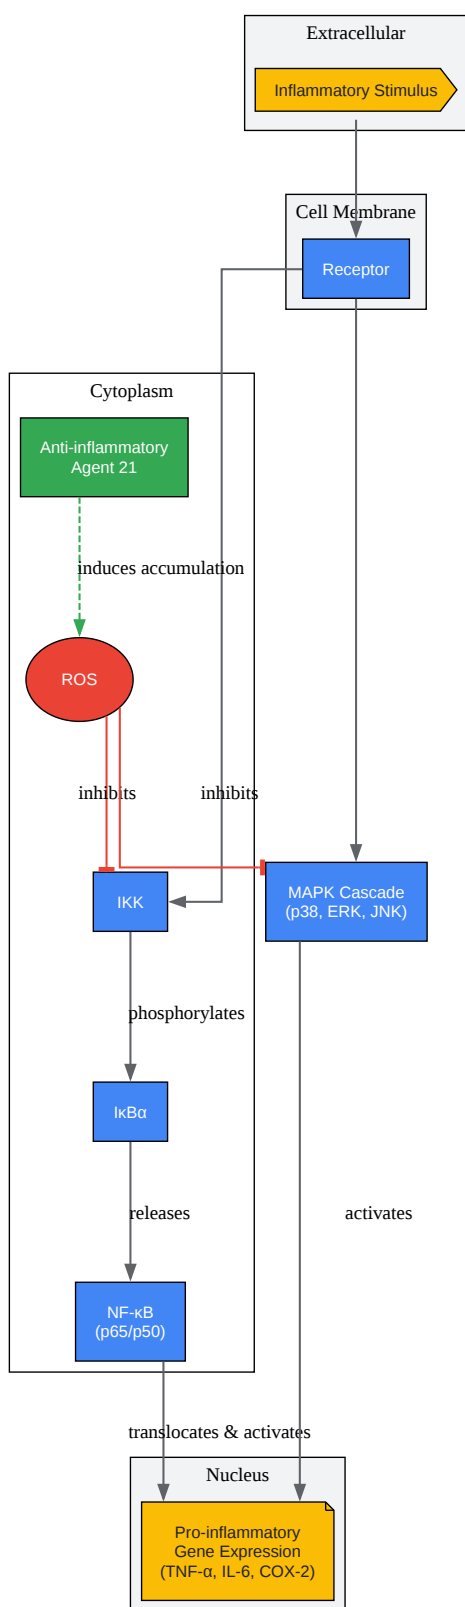 Extracellular
Inflammatory Stimulus
Cell Membrane
Receptor
Cytoplasm
Anti-inflammatory
Agent 21
induces accumulation
ROS
inhibits
inhibits
IKK
MAPK Cascade
(p38, ERK, JNK)
phosphorylates
IκBα
releases
activates
NF-κB
(p65/p50)
translocates & activates
Nucleus
Pro-inflammatory
Gene Expression
(TNF-α, IL-6, COX-2)